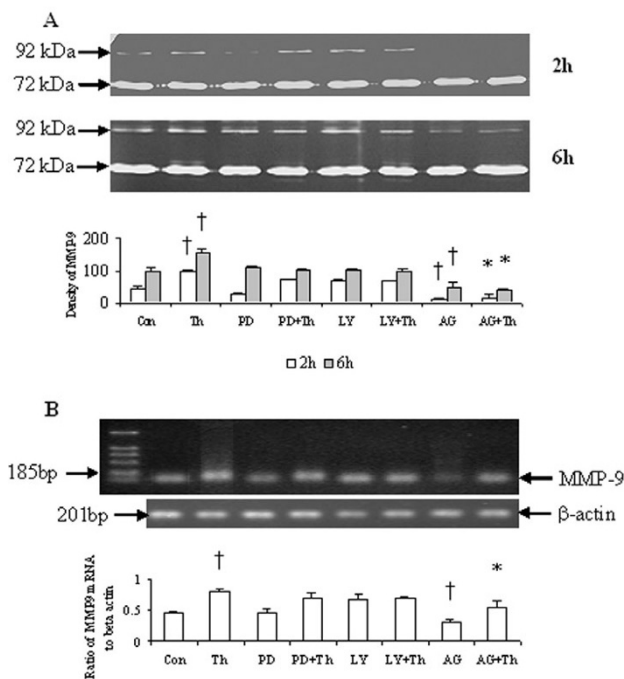 A
92 kDa
72 kDa
2h
92 kDa
72 kDa
6h
Density of MMP-9
200
100
0
† † † † * *
Con Th PD PD+Th LY LY+Th AG AG+Th
2h 6h
B
185bp
MMP-9
201bp
β-actin
Ratio of MMP9 mRNA
to beta actin
1
0.5
0
† † *
Con Th PD PD+Th LY LY+Th AG AG+Th